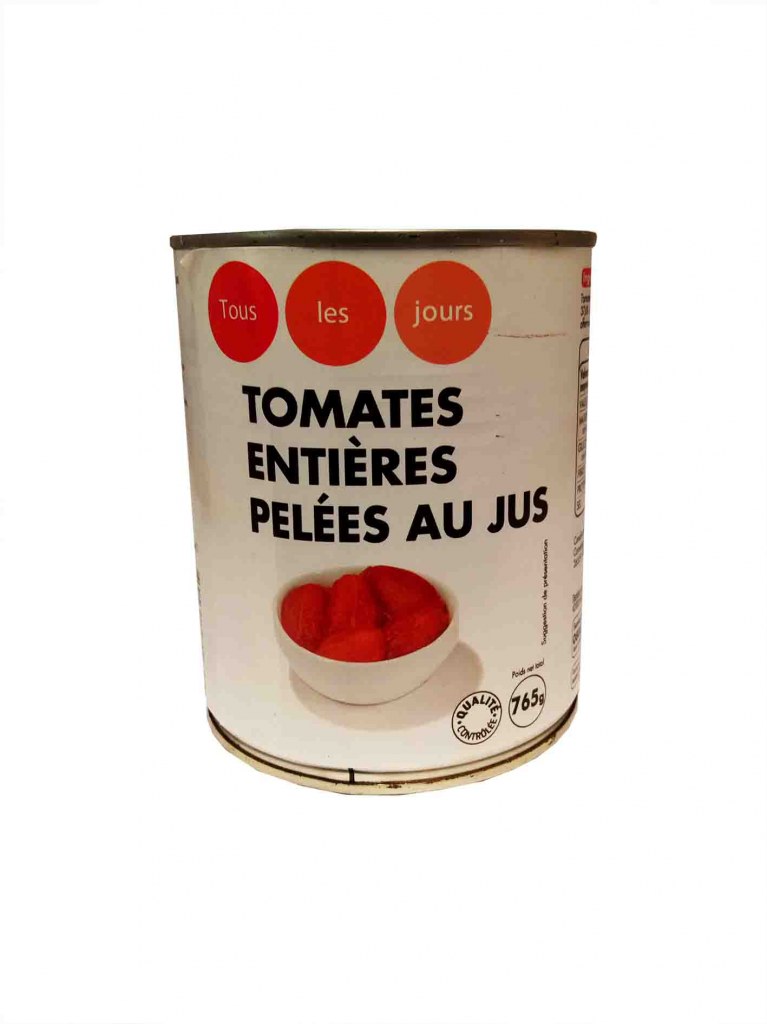 Tous les jours
TOMATES
ENTIÈRES
PELÉES AU JUS
Suggestion de présentation
Poids net total
765g
QUALITÉ
CONTRÔLÉE